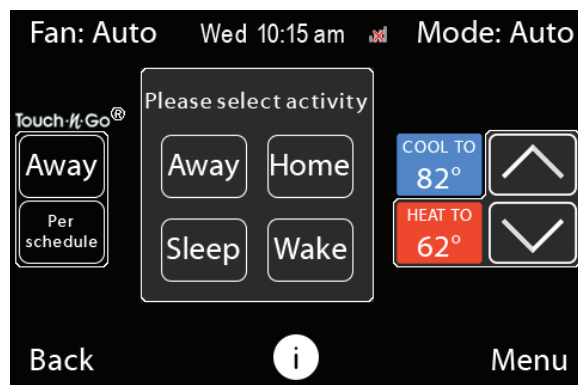 Fan: Auto Wed 10:15 am Mode: Auto
Touch-N-Go®
Away
Per
schedule
Please select activity
Away Home
Sleep Wake
COOL TO
82°
HEAT TO
62°
Back i Menu